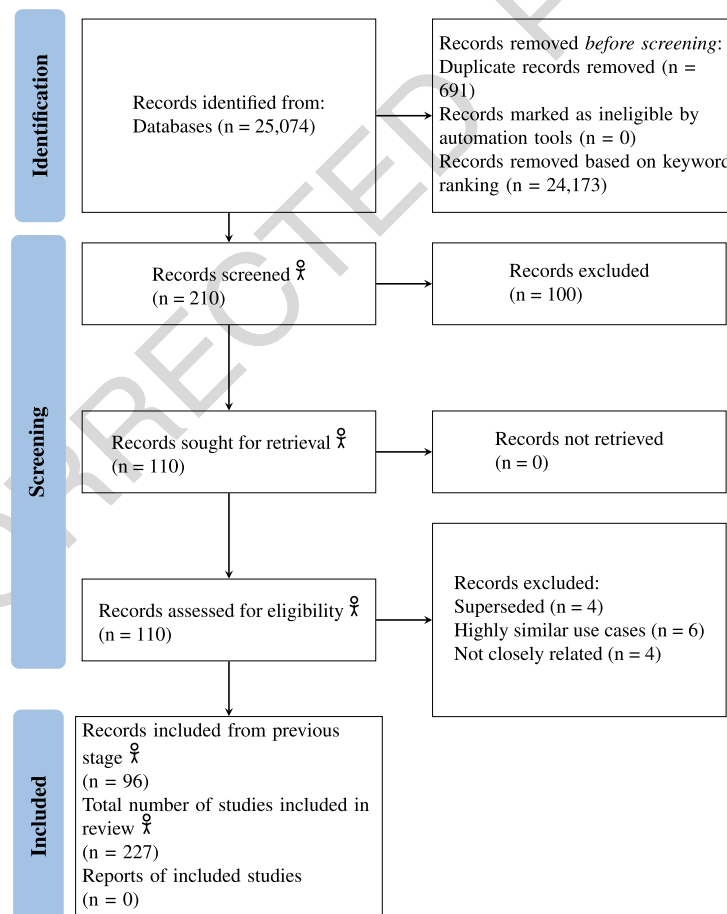 Identification
Records identified from:
Databases (n = 25,074)
Records removed before screening:
Duplicate records removed (n =
691)
Records marked as ineligible by
automation tools (n = 0)
Records removed based on keyword
ranking (n = 24,173)
Screening
Records screened
(n = 210)
Records excluded
(n = 100)
Records sought for retrieval
(n = 110)
Records not retrieved
(n = 0)
Records assessed for eligibility
(n = 110)
Records excluded:
Superseded (n = 4)
Highly similar use cases (n = 6)
Not closely related (n = 4)
Included
Records included from previous
stage
(n = 96)
Total number of studies included in
review
(n = 227)
Reports of included studies
(n = 0)
ORRECTED P